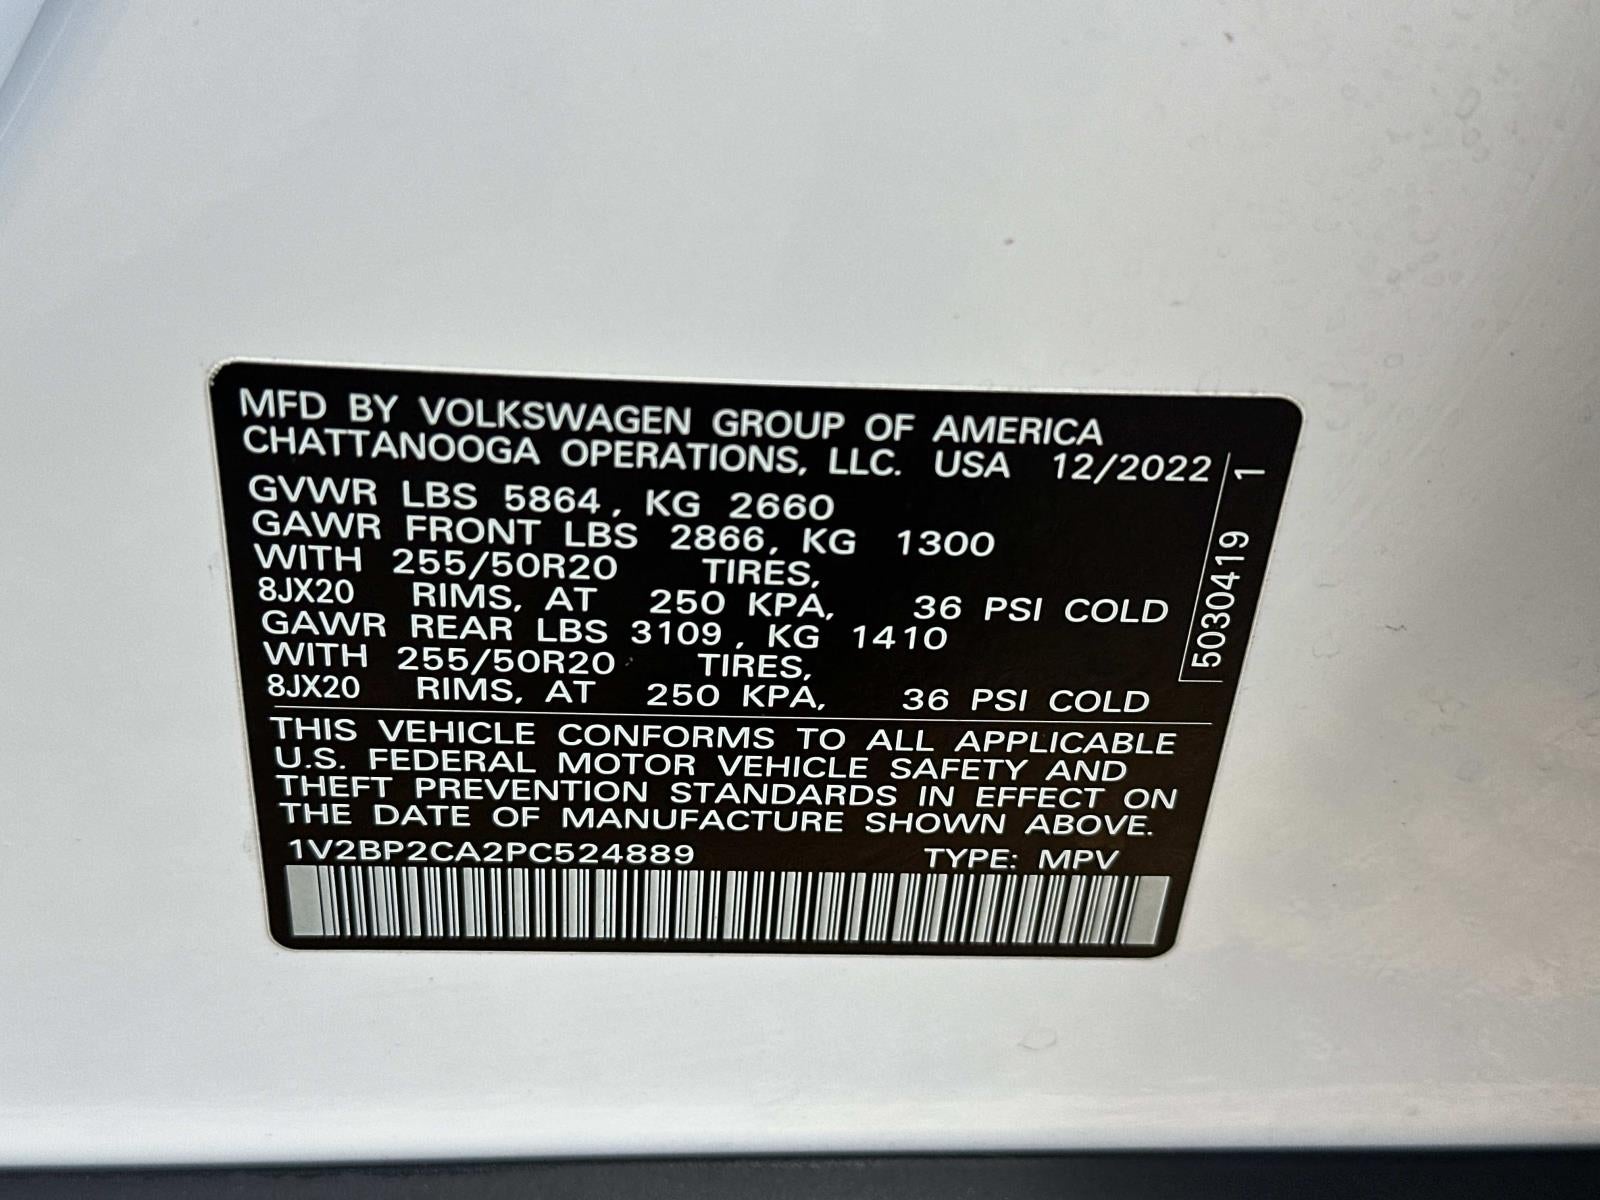 MFD BY VOLKSWAGEN GROUP OF AMERICA
CHATTANOOGA OPERATIONS, LLC. USA 12/2022
GVWR LBS 5864, KG 2660
GAWR FRONT LBS 2866, KG 1300
WITH 255/50R20 TIRES,
8JX20 RIMS, AT 250 KPA, 36 PSI COLD
GAWR REAR LBS 3109, KG 1410
WITH 255/50R20 TIRES,
8JX20 RIMS, AT 250 KPA, 36 PSI COLD
5030419 1
THIS VEHICLE CONFORMS TO ALL APPLICABLE
U.S. FEDERAL MOTOR VEHICLE SAFETY AND
THEFT PREVENTION STANDARDS IN EFFECT ON
THE DATE OF MANUFACTURE SHOWN ABOVE.
1V2BP2CA2PC524889 TYPE: MPV